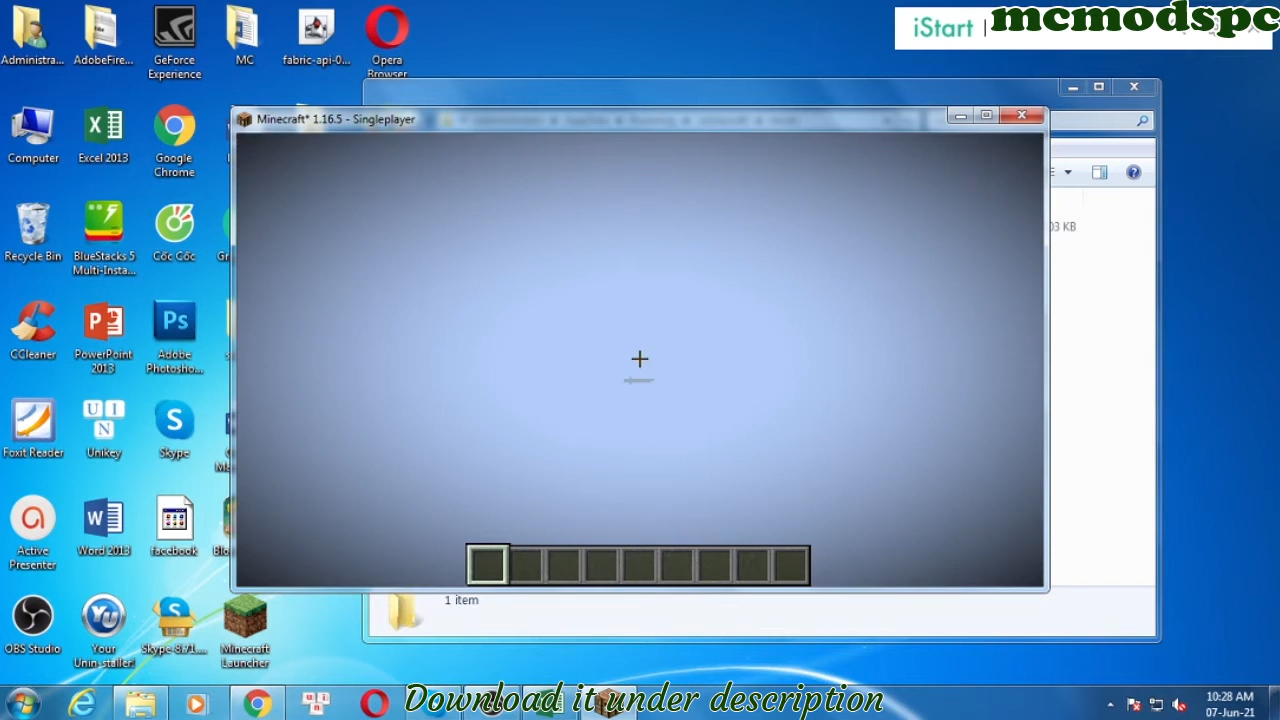 mcmodspc
iStart |
Administra...
AdobeFire...
GeForce
Experience
MC
fabric-api-0...
Opera
Browser
Minecraft* 1.16.5 - Singleplayer
Computer
Excel 2013
Google
Chrome
03 KB
Recycle Bin
BlueStacks 5
Multi-Insta...
Cốc Cốc
CCleaner
PowerPoint
2013
Adobe
Photosho...
Foxit Reader
Unikey
Skype
Active
Presenter
Word 2013
facebook
1 item
OBS Studio
Your
Unin-staller!
Skype-8.71....
Minecraft
Launcher
Download it under description
10:28 AM
07-Jun-21